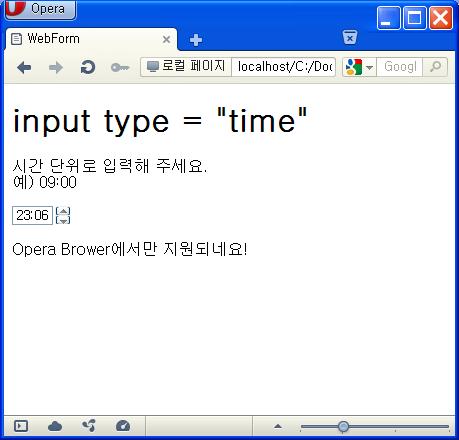 Opera
WebForm
로컬 페이지 localhost/C:/Doc Googl
input type = "time"
시간 단위로 입력해 주세요.
예) 09:00
23:06
Opera Brower에서만 지원되네요!